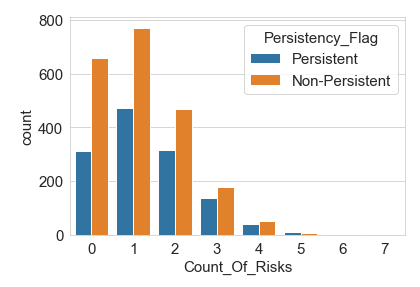 800
600
400
200
0
count
Persistency_Flag
Persistent
Non-Persistent
0 1 2 3 4 5 6 7
Count_Of_Risks